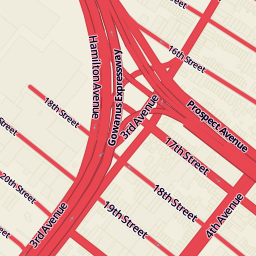 16th Street
Hamilton Avenue
Gowanus Expressway
Prospect Avenue
3rd Avenue
18th Street
17th Street
20th Street
18th Street
19th Street
4th Avenue
3rd Avenue